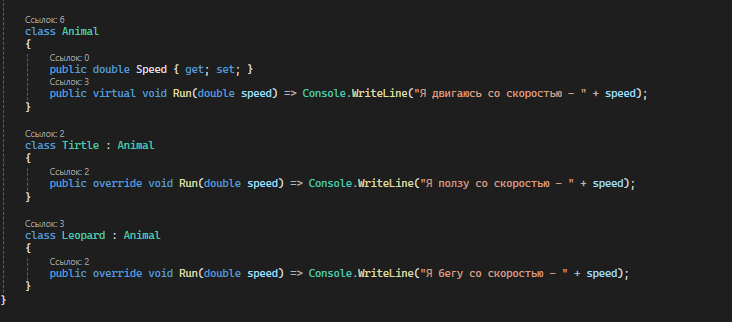 Ссылок: 6
class Animal
{
Ссылок: 0
public double Speed { get; set; }
Ссылок: 3
public virtual void Run(double speed) => Console.WriteLine("Я двигаюсь со скоростью - " + speed);
}
Ссылок: 2
class Tirtle : Animal
{
Ссылок: 2
public override void Run(double speed) => Console.WriteLine("Я ползу со скоростью - " + speed);
}
Ссылок: 3
class Leopard : Animal
{
Ссылок: 2
public override void Run(double speed) => Console.WriteLine("Я бегу со скоростью - " + speed);
}
}